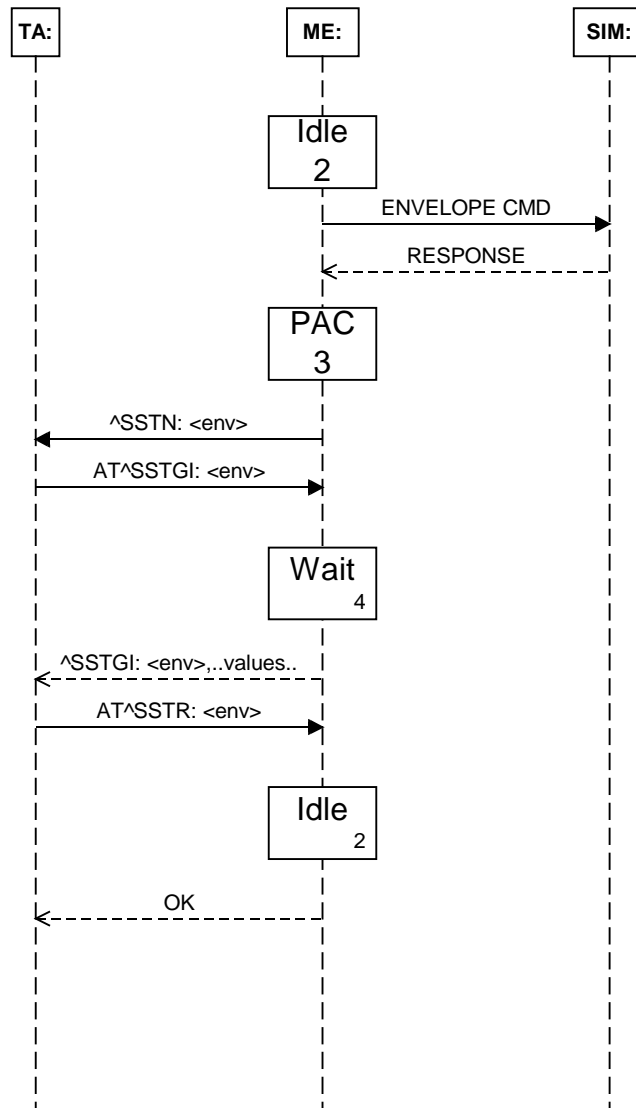 TA:
ME:
SIM:
Idle
2
ENVELOPE CMD
RESPONSE
PAC
3
^SSTN: <env>
AT^SSTGI: <env>
Wait
4
^SSTGI: <env>,..values..
AT^SSTR: <env>
Idle
2
OK